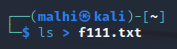 (malhi㉿kali)-[~]
$ ls > f111.txt